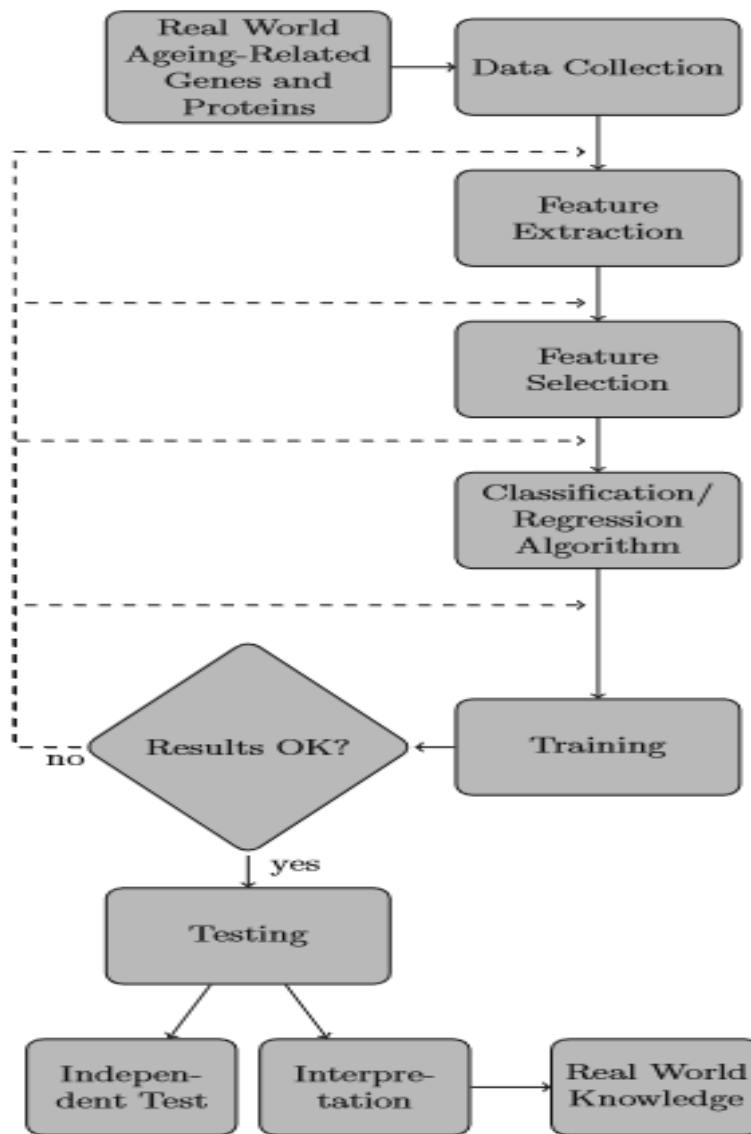 Real World
Ageing-Related
Genes and
Proteins
Data Collection
Feature
Extraction
Feature
Selection
Classification/
Regression
Algorithm
Training
Results OK?
no
yes
Testing
Indepen-
dent Test
Interpre-
tation
Real World
Knowledge